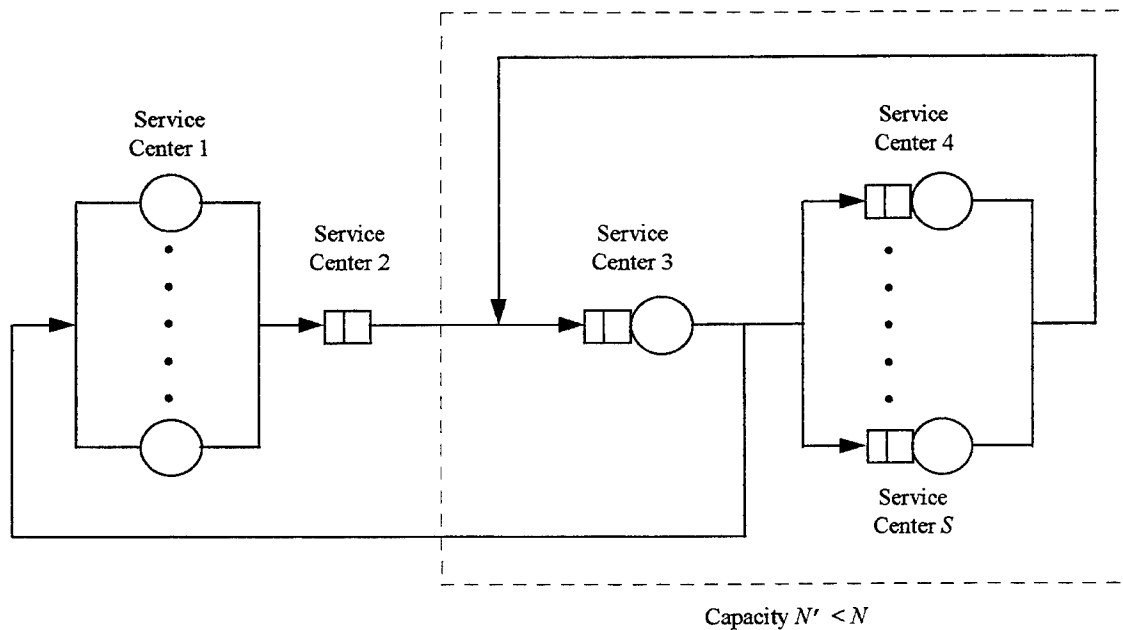 Service
Center 1
Service
Center 2
Service
Center 3
Service
Center 4
Service
Center S
Capacity N' < N